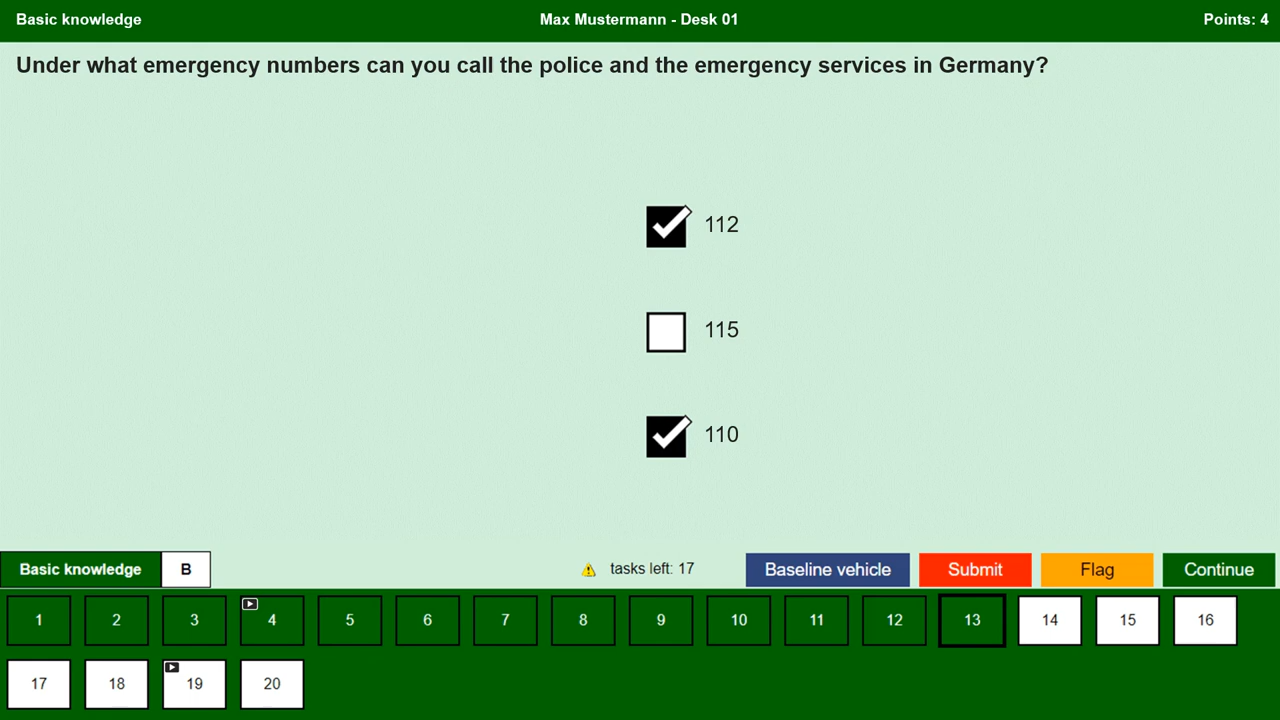 Basic knowledge
Max Mustermann - Desk 01
Points: 4
Under what emergency numbers can you call the police and the emergency services in Germany?
112
115
110
Basic knowledge
B
tasks left: 17
Baseline vehicle
Submit
Flag
Continue
1 2 3 4 5 6 7 8 9 10 11 12 13 14 15 16
17 18 19 20